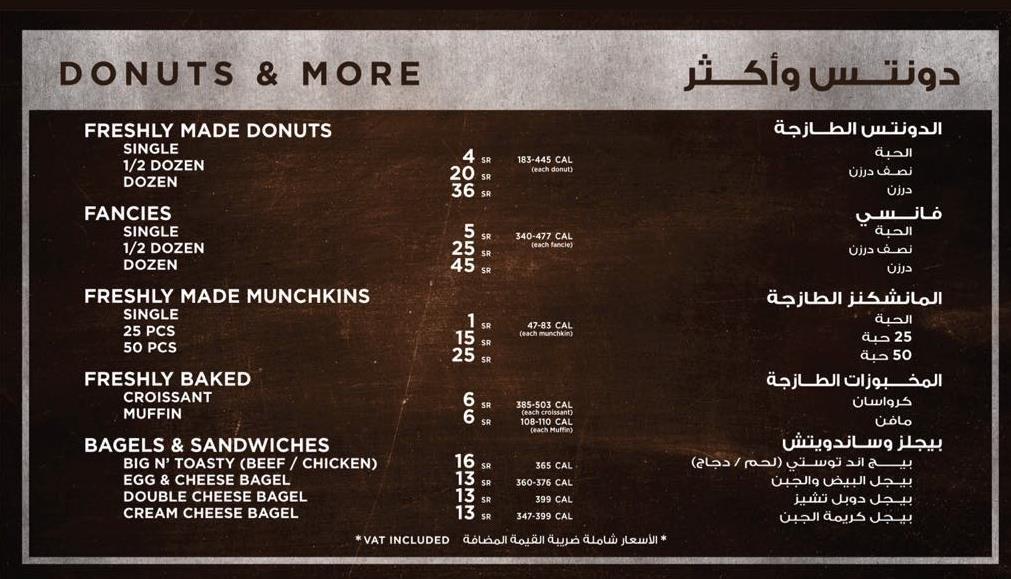 DONUTS & MORE دونتس وأكثر
FRESHLY MADE DONUTS الدونتس الطازجة
SINGLE 4 SR 183-445 CAL (each donut) الحبة
1/2 DOZEN 20 SR نصف درزن
DOZEN 36 SR درزن
FANCIES فانسي
SINGLE 5 SR 340-477 CAL (each fancie) الحبة
1/2 DOZEN 25 SR نصف درزن
DOZEN 45 SR درزن
FRESHLY MADE MUNCHKINS المانشكنز الطازجة
SINGLE 1 SR 47-83 CAL (each munchkin) الحبة
25 PCS 15 SR 25 حبة
50 PCS 25 SR 50 حبة
FRESHLY BAKED المخبوزات الطازجة
CROISSANT 6 SR 385-503 CAL (each croissant) كرواسان
MUFFIN 6 SR 108-110 CAL (each Muffin) مافن
BAGELS & SANDWICHES بيجلز وساندويتش
BIG N' TOASTY (BEEF / CHICKEN) 16 SR 365 CAL بيج اند توستي (لحم / دجاج)
EGG & CHEESE BAGEL 13 SR 360-376 CAL بيجل البيض والجبن
DOUBLE CHEESE BAGEL 13 SR 399 CAL بيجل دوبل تشيز
CREAM CHEESE BAGEL 13 SR 347-399 CAL بيجل كريمة الجبن
* VAT INCLUDED الأسعار شاملة ضريبة القيمة المضافة *